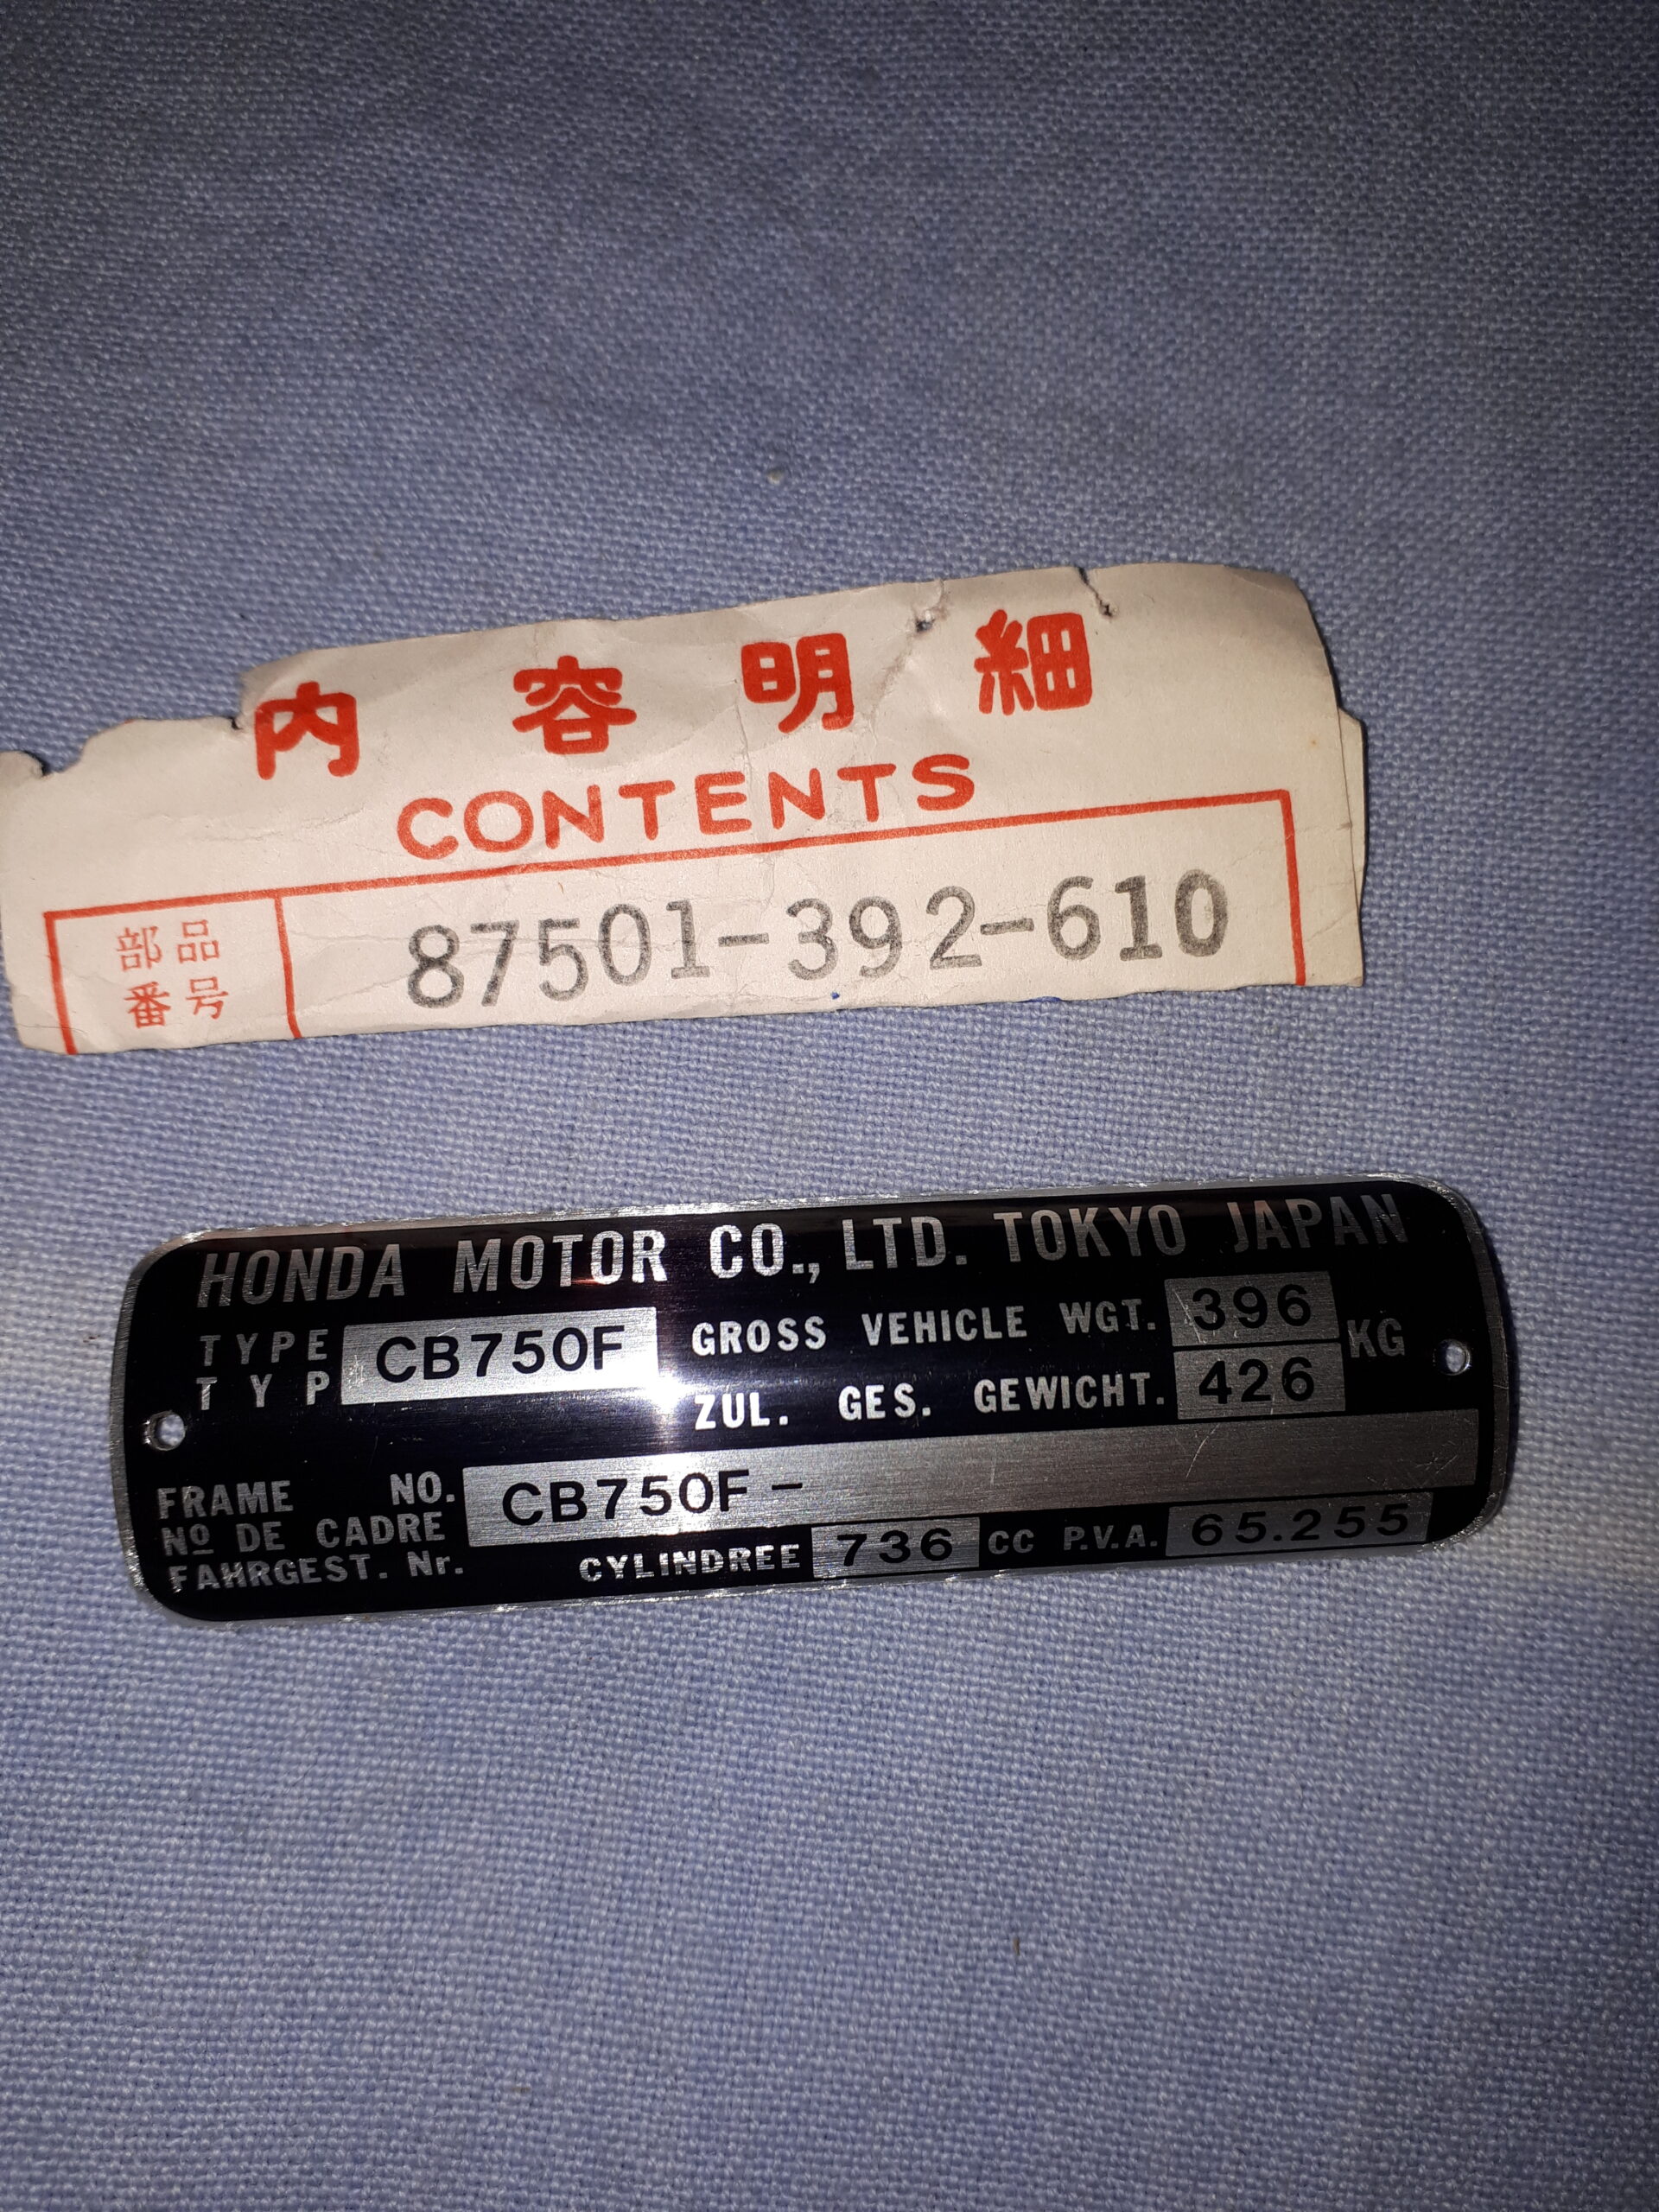 内容明細
CONTENTS
部品
番号
87501-392-610
HONDA MOTOR CO., LTD. TOKYO JAPAN
TYPE
TYP
CB750F
GROSS VEHICLE WGT. 396
ZUL. GES. GEWICHT. 426
KG
FRAME NO.
Nº DE CADRE
FAHRGEST. Nr.
CB750F-
CYLINDREE 736 CC P.V.A. 65.255